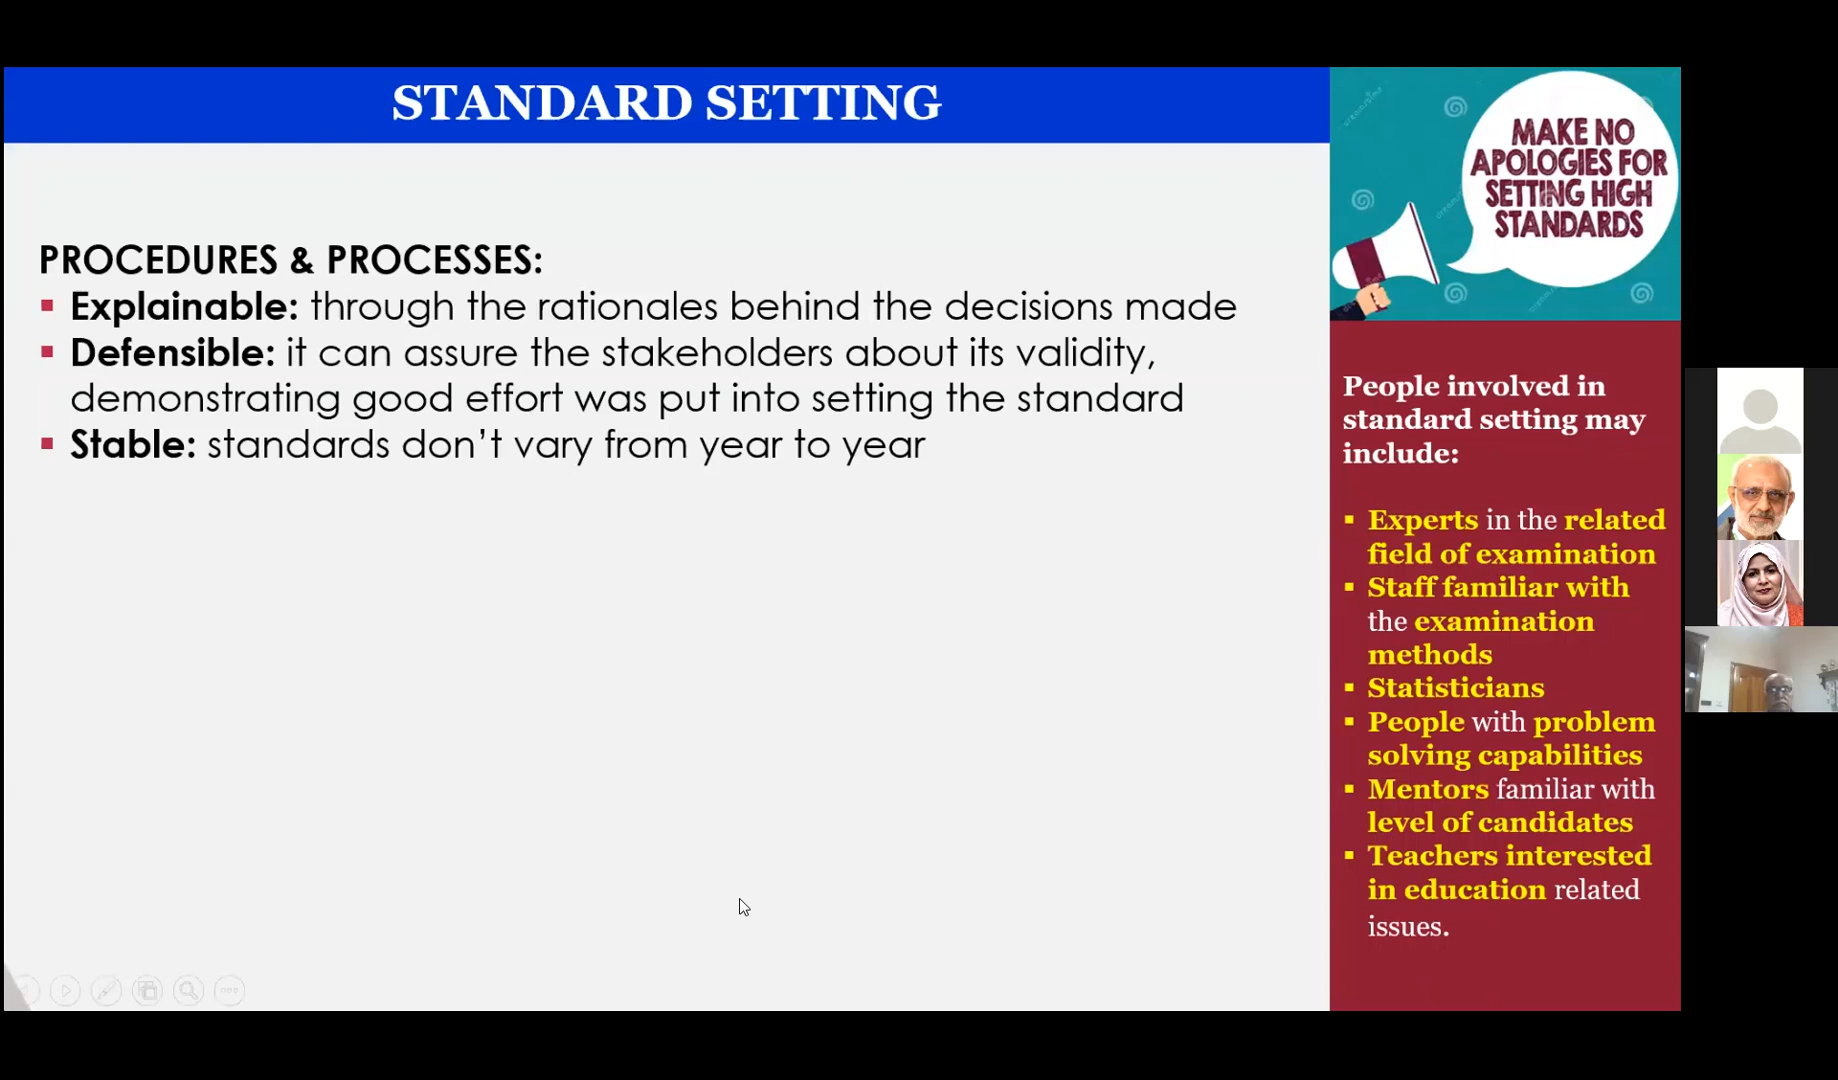 STANDARD SETTING
PROCEDURES & PROCESSES:
▪ Explainable: through the rationales behind the decisions made
▪ Defensible: it can assure the stakeholders about its validity,
demonstrating good effort was put into setting the standard
▪ Stable: standards don’t vary from year to year
MAKE NO
APOLOGIES FOR
SETTING HIGH
STANDARDS
People involved in
standard setting may
include:
▪ Experts in the related
field of examination
▪ Staff familiar with
the examination
methods
▪ Statisticians
▪ People with problem
solving capabilities
▪ Mentors familiar with
level of candidates
▪ Teachers interested
in education related
issues.